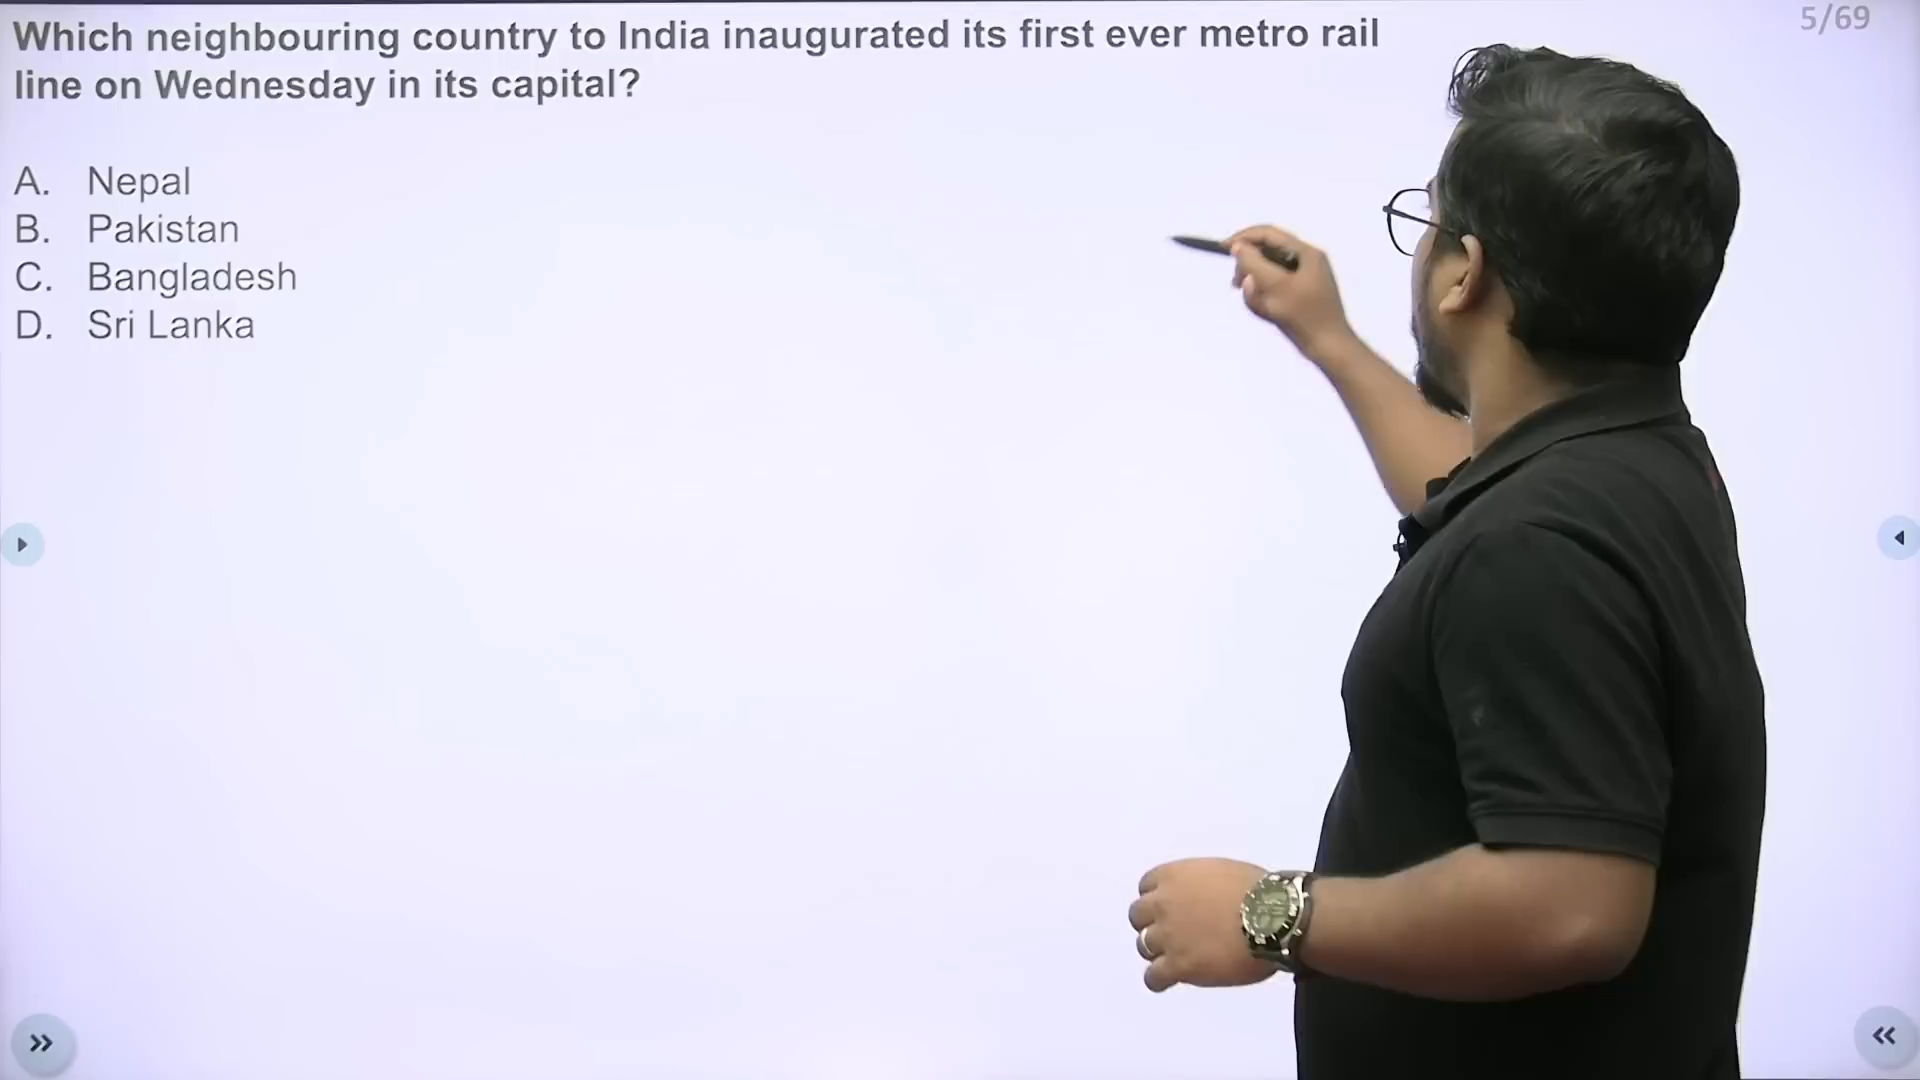 5/69
Which neighbouring country to India inaugurated its first ever metro rail
line on Wednesday in its capital?
A. Nepal
B. Pakistan
C. Bangladesh
D. Sri Lanka